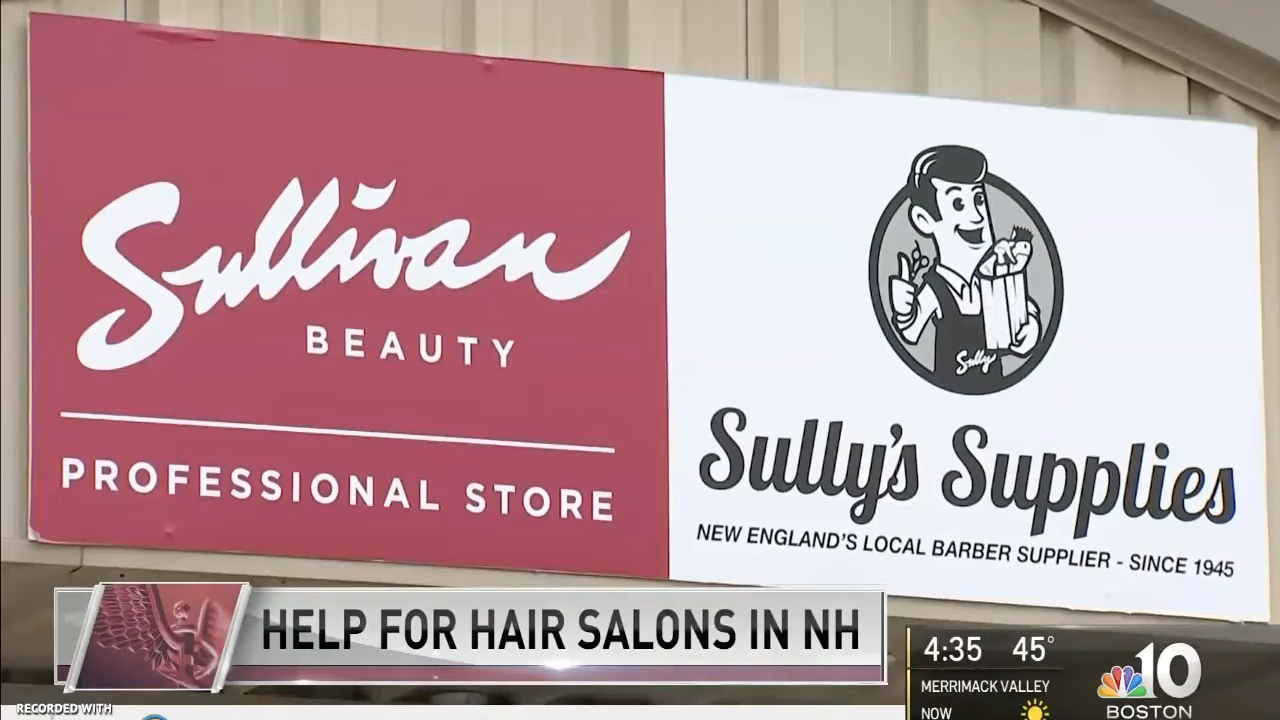 Sullivan
BEAUTY
PROFESSIONAL STORE
Sully
Sully's Supplies
NEW ENGLAND'S LOCAL BARBER SUPPLIER - SINCE 1945
HELP FOR HAIR SALONS IN NH
4:35 45°
MERRIMACK VALLEY
NOW
10
BOSTON
RECORDED WITH